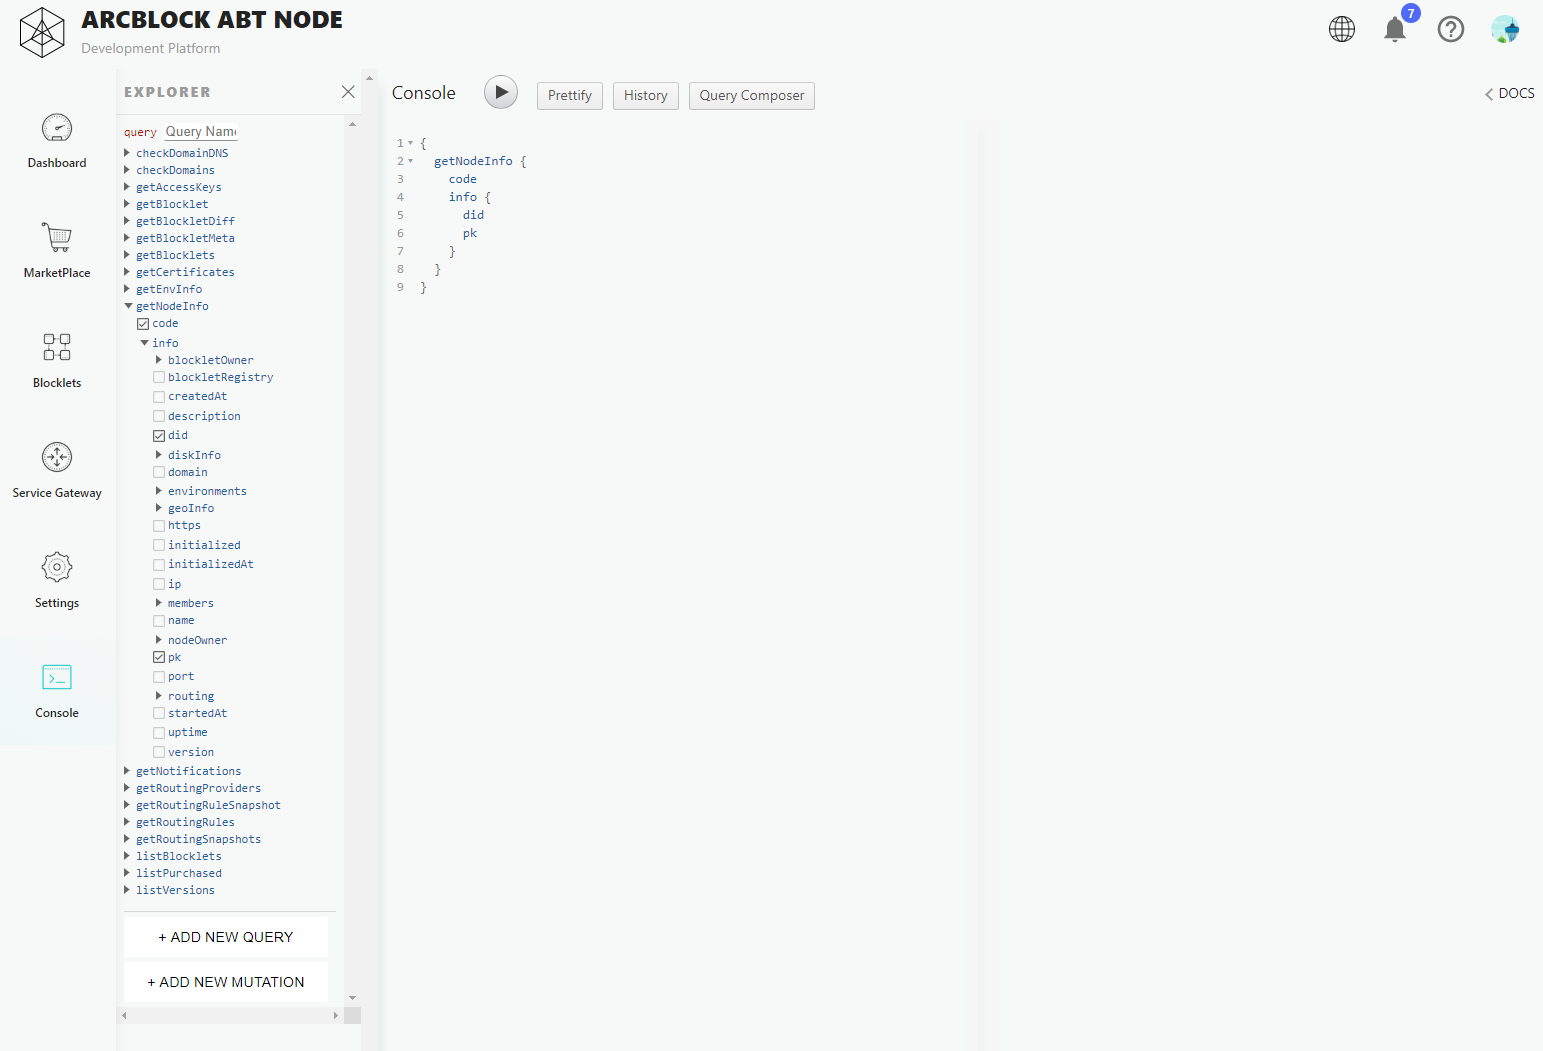 ARCBLOCK ABT NODE
Development Platform
7
Dashboard
MarketPlace
Blocklets
Service Gateway
Settings
Console
EXPLORER
query Query Name
checkDomainDNS
checkDomains
getAccessKeys
getBlocklet
getBlockletDiff
getBlockletMeta
getBlocklets
getCertificates
getEnvInfo
getNodeInfo
code
info
blockletOwner
blockletRegistry
createdAt
description
did
diskInfo
domain
environments
geoInfo
https
initialized
initializedAt
ip
members
name
nodeOwner
pk
port
routing
startedAt
uptime
version
getNotifications
getRoutingProviders
getRoutingRuleSnapshot
getRoutingRules
getRoutingSnapshots
listBlocklets
listPurchased
listVersions
+ ADD NEW QUERY
+ ADD NEW MUTATION
Console Prettify History Query Composer DOCS
1 {
2 getNodeInfo {
3 code
4 info {
5 did
6 pk
7 }
8 }
9 }